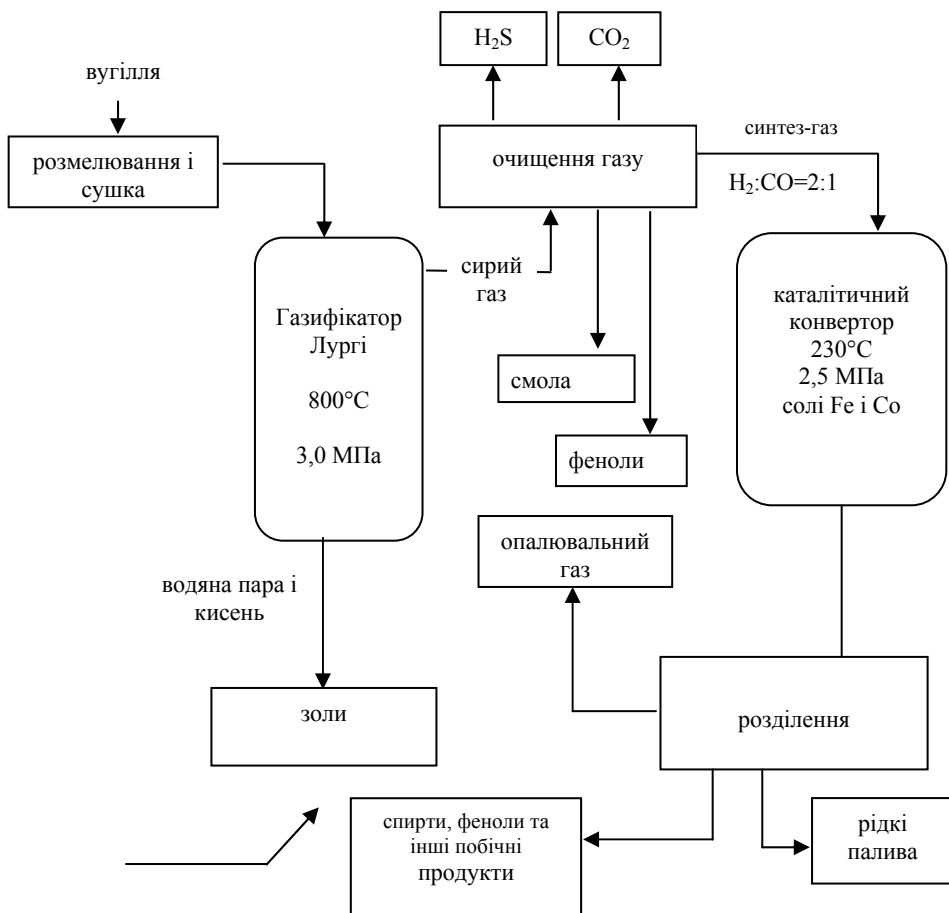 H₂S
CO₂
вугілля
розмелювання і
сушка
очищення газу
синтез-газ
H₂:CO=2:1
сирий
газ
Газифікатор
Лургі
800°C
3,0 МПа
каталітичний
конвертор
230°C
2,5 МПа
солі Fe і Co
смола
феноли
опалювальний
газ
водяна пара і
кисень
золи
розділення
спирти, феноли та
інші побічні
продукти
рідкі
палива